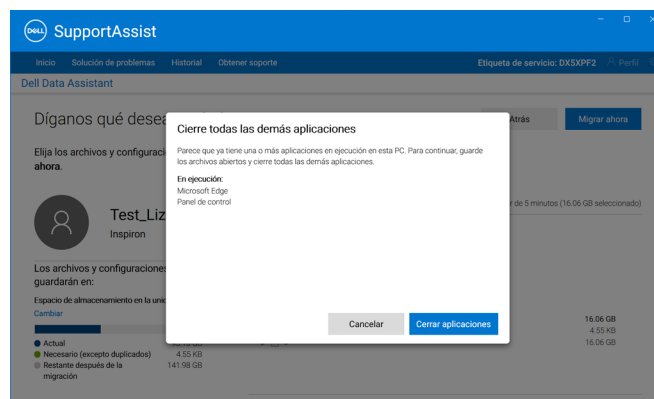 DELL SupportAssist
Inicio Solución de problemas Historial Obtener soporte Etiqueta de servicio: DX5XPF2 Perfil
Dell Data Assistant
Díganos qué dese
Atrás Migrar ahora
Elija los archivos y configuraci
ahora.
Cierre todas las demás aplicaciones
Parece que ya tiene una o más aplicaciones en ejecución en esta PC. Para continuar, guarde
los archivos abiertos y cierre todas las demás aplicaciones.
En ejecución:
Microsoft Edge
Panel de control
Cancelar Cerrar aplicaciones
r de 5 minutos (16.06 GB seleccionado)
Test_Liz
Inspiron
Los archivos y configuraciones
guardarán en:
Espacio de almacenamiento en la unid
Cambiar
Actual
Necesario (excepto duplicados) 4.55 KB
Restante después de la 141.98 GB
migración
16.06 GB
4.55 KB
16.06 GB